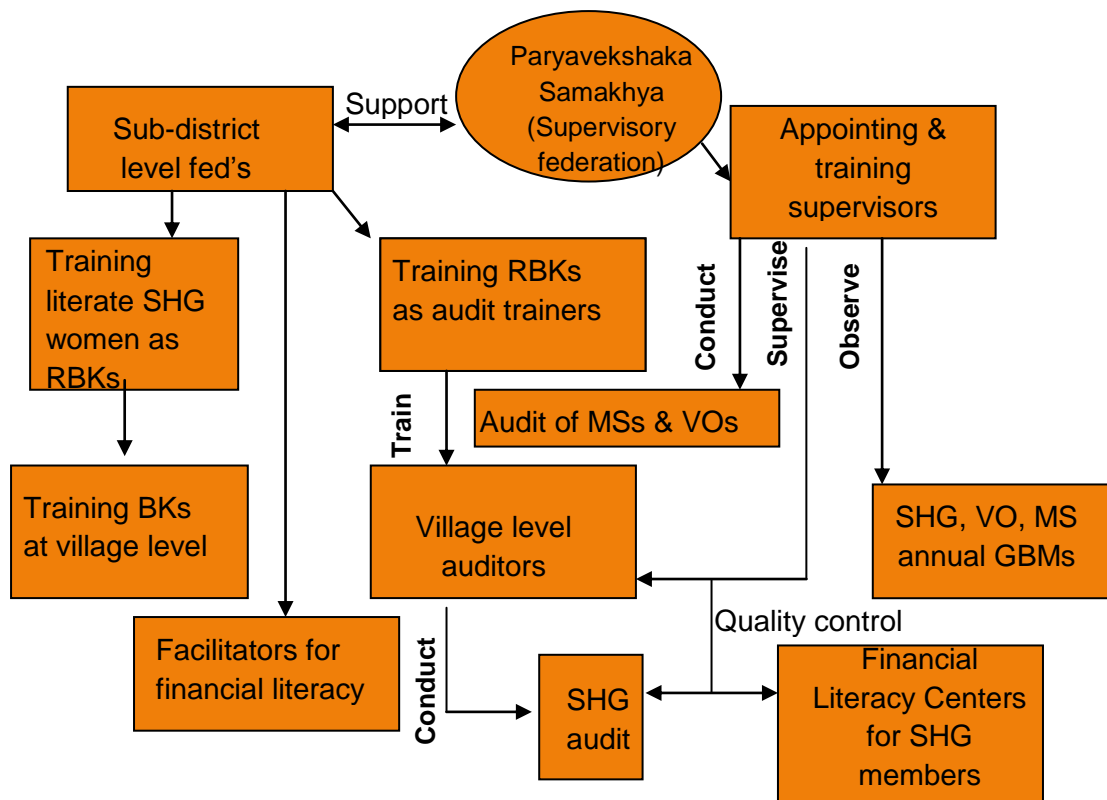 Paryavekshaka
Samakhya
(Supervisory
federation)
Support
Sub-district
level fed's
Appointing &
training
supervisors
Training
literate SHG
women as
RBKs
Training RBKs
as audit trainers
Conduct
Supervise
Observe
Audit of MSs & VOs
Train
Training BKs
at village level
Village level
auditors
SHG, VO, MS
annual GBMs
Quality control
Facilitators for
financial literacy
Conduct
SHG
audit
Financial
Literacy Centers
for SHG
members